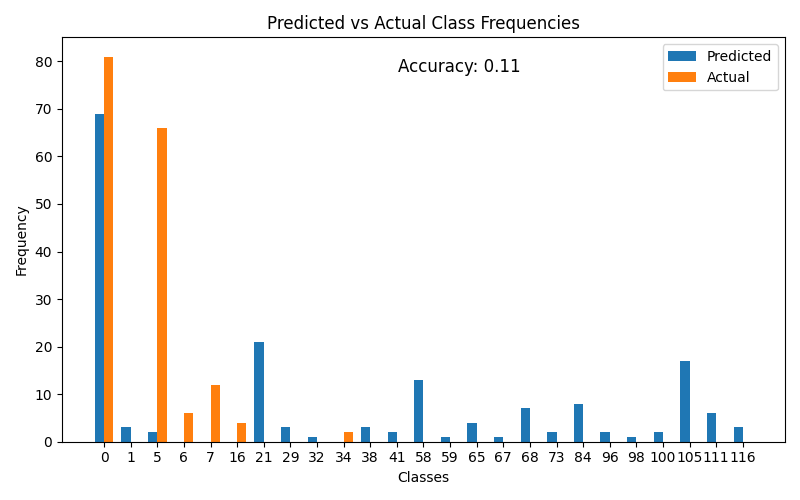 Predicted vs Actual Class Frequencies
Accuracy: 0.11
Predicted
Actual
Frequency
80
70
60
50
40
30
20
10
0
0 1 5 6 7 16 21 29 32 34 38 41 58 59 65 67 68 73 84 96 98 100 105 111 116
Classes